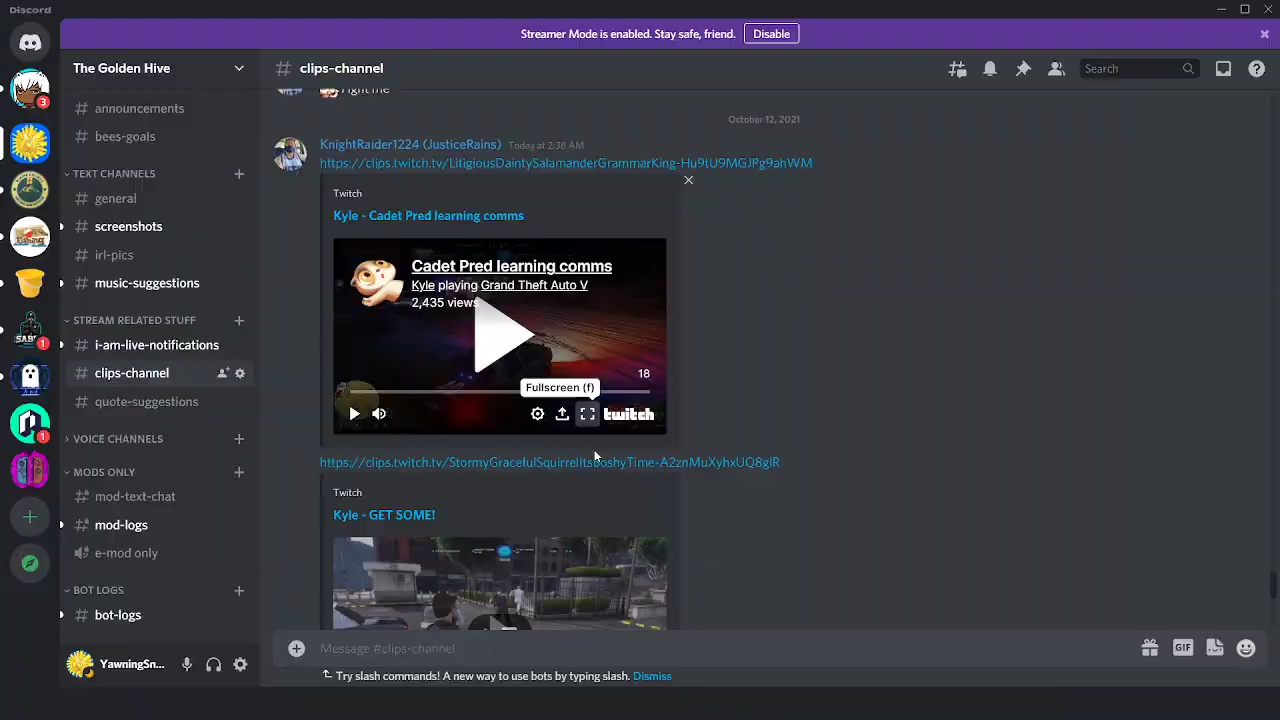 Discord
Streamer Mode is enabled. Stay safe, friend.
Disable
The Golden Hive
# clips-channel
Search
3
# announcements
# bees-goals
TEXT CHANNELS
# general
# screenshots
# irl-pics
# music-suggestions
STREAM RELATED STUFF
# i-am-live-notifications
# clips-channel
# quote-suggestions
VOICE CHANNELS
MODS ONLY
# mod-text-chat
mod-logs
e-mod only
BOT LOGS
# bot-logs
SABL
1
1
YawningSn...
Fight me
October 12, 2021
KnightRaider1224 (JusticeRains) Today at 2:38 AM
https://clips.twitch.tv/LitigiousDaintySalamanderGrammarKing-Hu9tU9MGJPg9ahWM
Twitch
Kyle - Cadet Pred learning comms
Cadet Pred learning comms
Kyle playing Grand Theft Auto V
2,435 views
18
Fullscreen (f)
twitch
https://clips.twitch.tv/StormyGracefulSquirrelItsBoshyTime-A2znMuXyhxUQ8glR
Twitch
Kyle - GET SOME!
Message #clips-channel
GIF
Try slash commands! A new way to use bots by typing slash. Dismiss